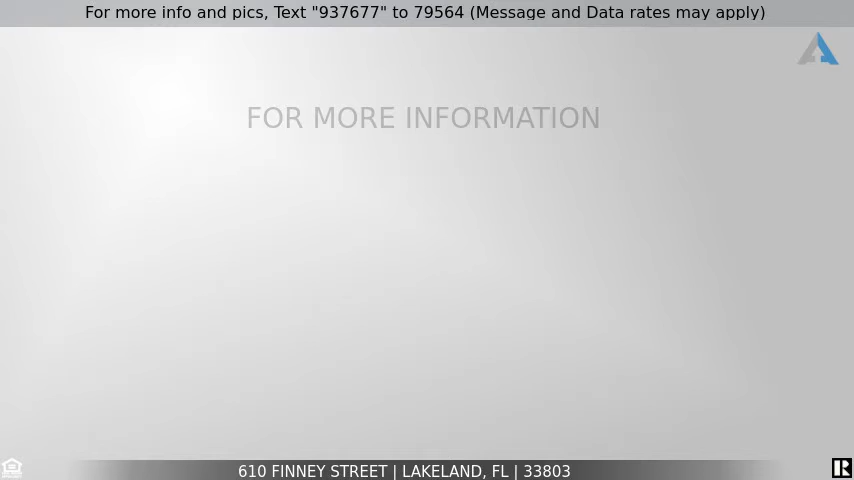 For more info and pics, Text "937677" to 79564 (Message and Data rates may apply)
FOR MORE INFORMATION
610 FINNEY STREET | LAKELAND, FL | 33803